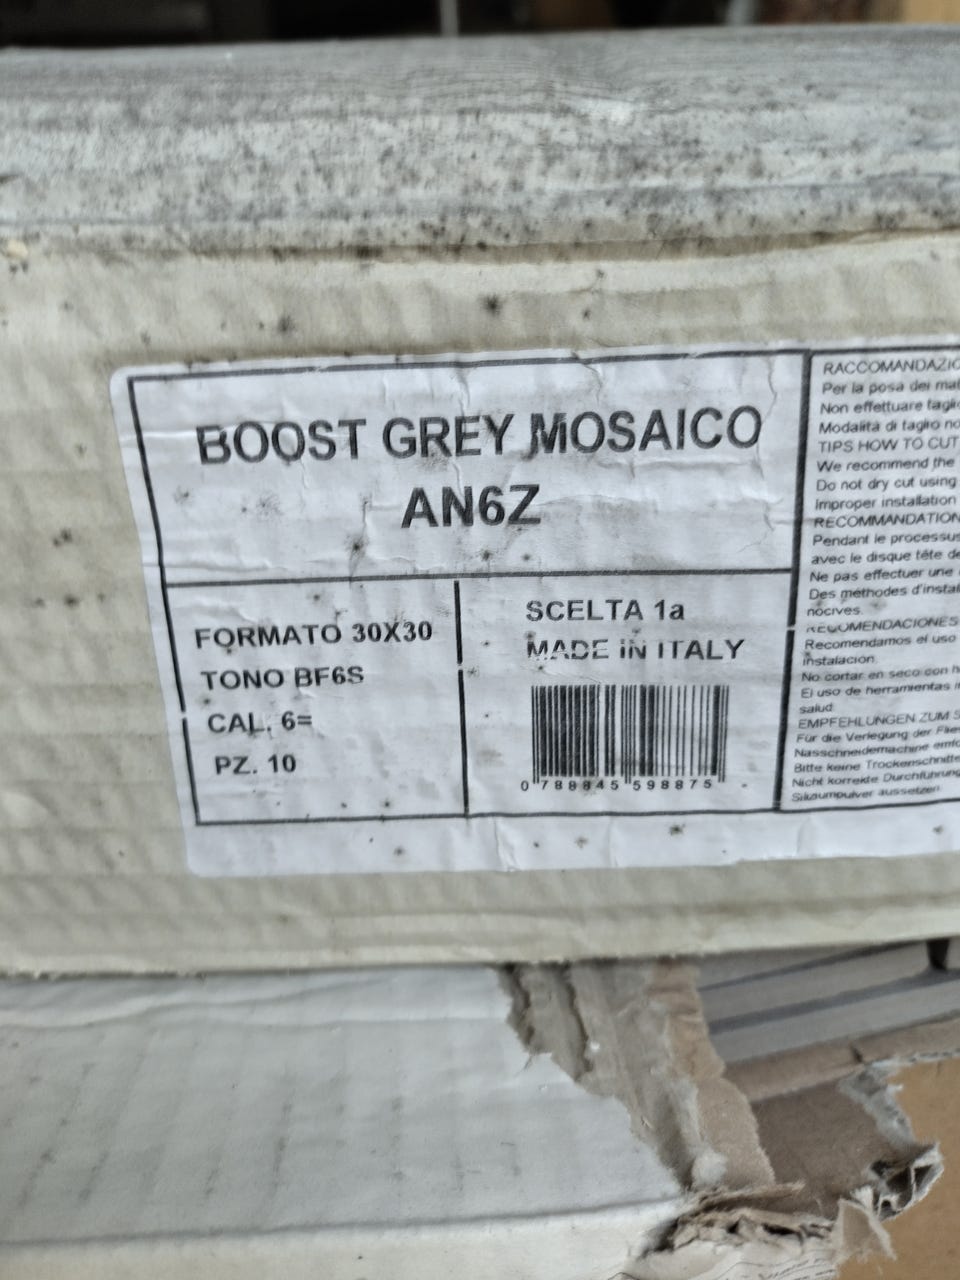 BOOST GREY MOSAICO
AN6Z
FORMATO 30X30
TONO BF6S
CAL. 6=
PZ. 10
SCELTA 1a
MADE IN ITALY
0 788845 598875
RACCOMANDAZIO
Per la posa dei mat
Non effettuare tagli
Modalità di taglio no
TIPS HOW TO CUT
We recommend the
Do not dry cut using
Improper installation
RECOMMANDATION
Pendant le processus
avec le disque tête de
Ne pas effectuer une
Des méthodes d'instal
nocives.
RECOMENDACIONES
Recomendamos el uso
instalación.
No cortar en seco con h
El uso de herramientas i
salud.
EMPFEHLUNGEN ZUM S
Für die Verlegung der Flie
Nassschneidemaschine
Bitte keine Trockenschnitte
Nicht korrekte Durchführung
aussetzen.